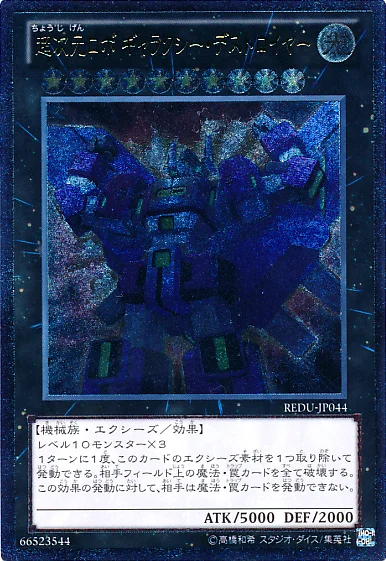 超次元ロボ ギャラクシー・デストロイヤー
光
REDU-JP044
【機械族・エクシーズ/効果】
レベル10モンスター×3
1ターンに1度、このカードのエクシーズ素材を1つ取り除いて
発動できる。相手フィールド上の魔法・罠カードを全て破壊する。
この効果の発動に対して、相手は魔法・罠カードを発動できない。
ATK/5000 DEF/2000
66523544
©高橋和希 スタジオ・ダイス/集英社